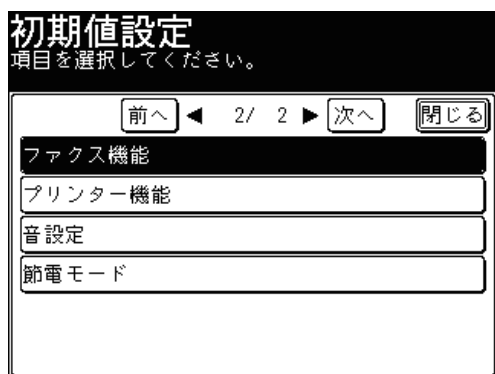 初期値設定
項目を選択してください。
前へ ◀ 2/ 2 ▶ 次へ 閉じる
ファクス機能
プリンター機能
音設定
節電モード